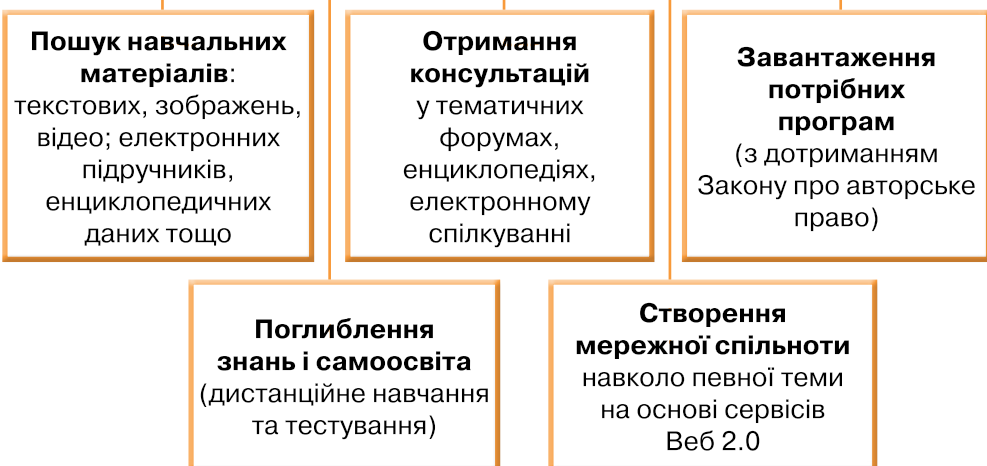 Пошук навчальних
матеріалів:
текстових, зображень,
відео; електронних
підручників,
енциклопедичних
даних тощо
Отримання
консультацій
у тематичних
форумах,
енциклопедіях,
електронному
спілкуванні
Завантаження
потрібних
програм
(з дотриманням
Закону про авторське
право)
Поглиблення
знань і самоосвіта
(дистанційне навчання
та тестування)
Створення
мережної спільноти
навколо певної теми
на основі сервісів
Веб 2.0